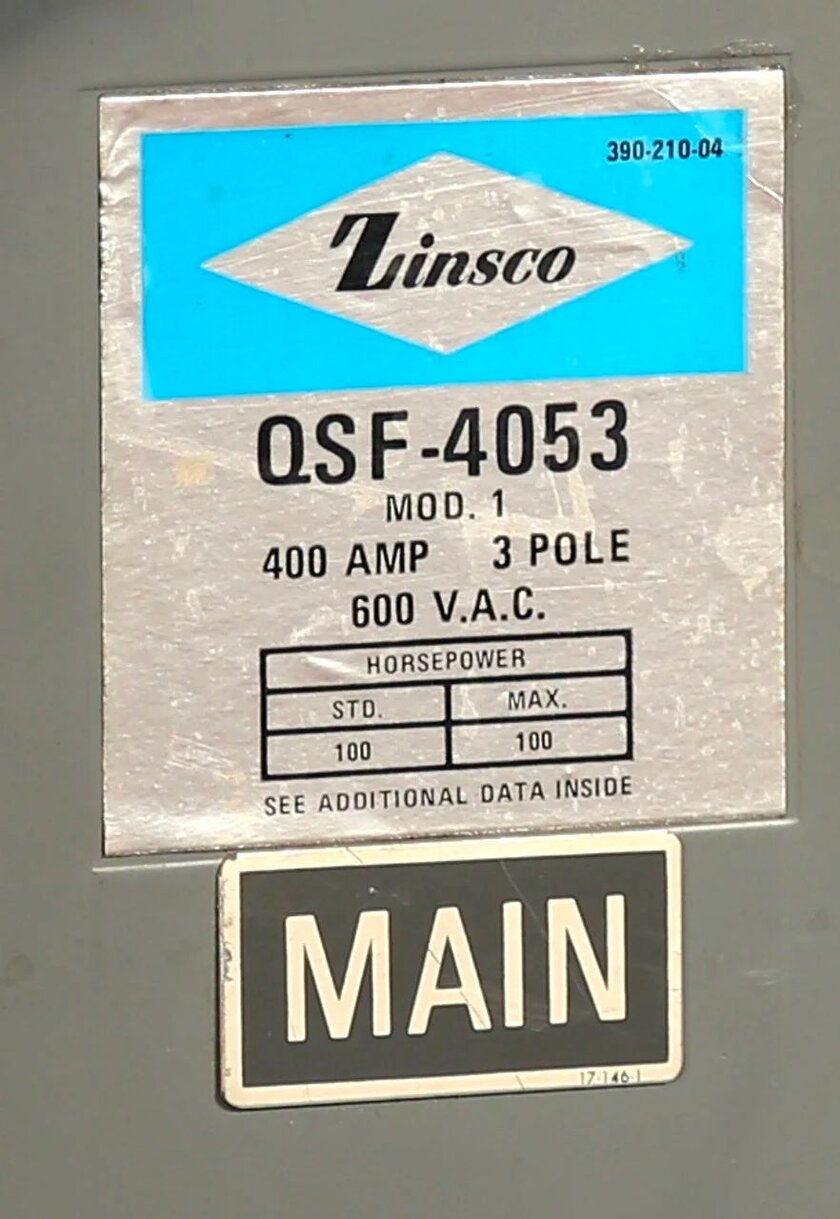 390-210-04
Zinsco
QSF-4053
MOD. 1
400 AMP 3 POLE
600 V.A.C.
HORSEPOWER
STD. MAX.
100 100
SEE ADDITIONAL DATA INSIDE
MAIN
17-146-1